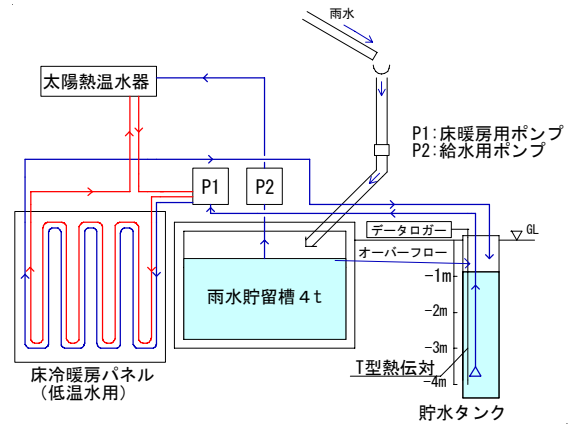 雨水
太陽熱温水器
P1:床暖房用ポンプ
P2:給水用ポンプ
P1
P2
データロガー
GL
オーバーフロー
-1m
雨水貯留槽4t
-2m
-3m
T型熱伝対
-4m
床冷暖房パネル
(低温水用)
貯水タンク